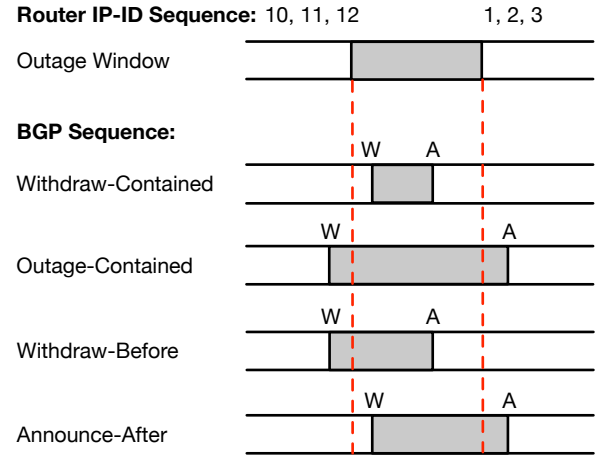 Router IP-ID Sequence: 10, 11, 12 1, 2, 3
Outage Window
BGP Sequence:
W A
Withdraw-Contained
W A
Outage-Contained
W A
Withdraw-Before
W A
Announce-After